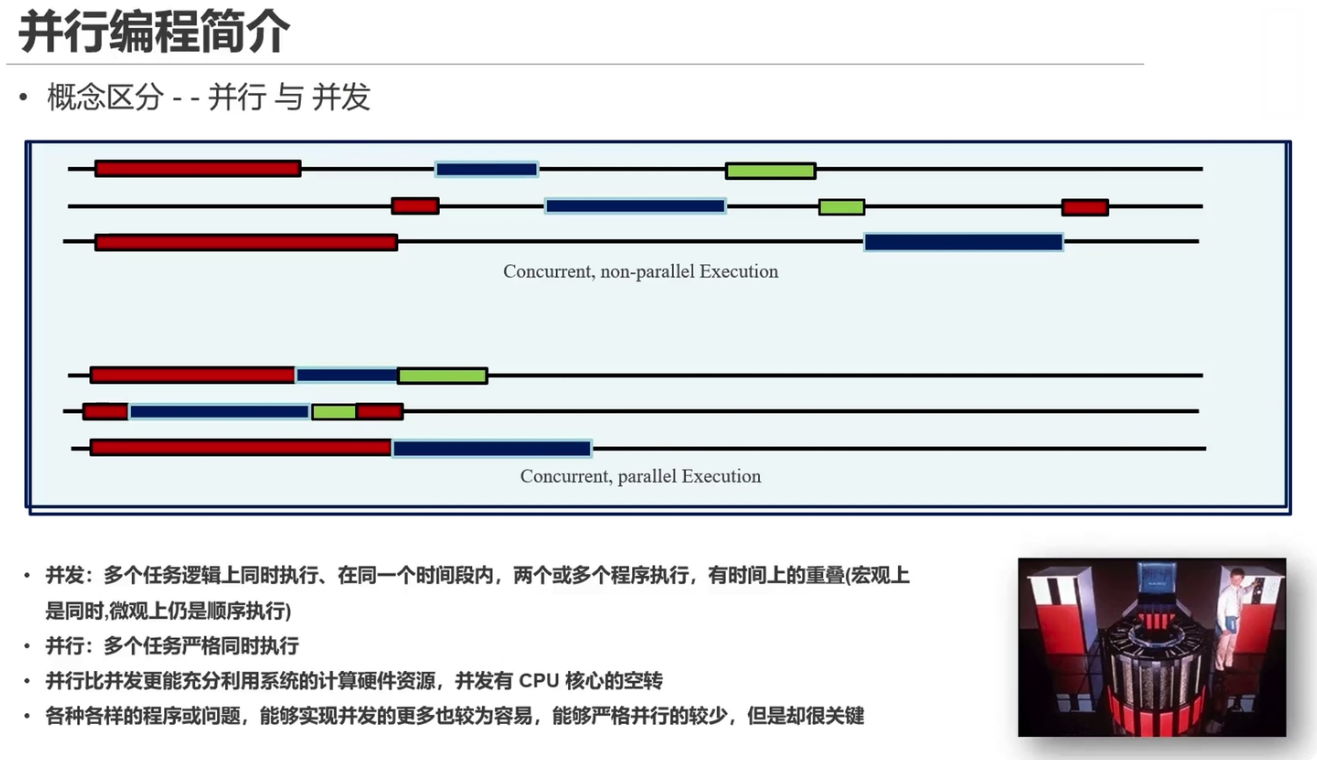 并行编程简介
• 概念区分 - - 并行 与 并发
Concurrent, non-parallel Execution
Concurrent, parallel Execution
• 并发：多个任务逻辑上同时执行、在同一个时间段内，两个或多个程序执行，有时间上的重叠(宏观上
是同时,微观上仍是顺序执行)
• 并行：多个任务严格同时执行
• 并行比并发更能充分利用系统的计算硬件资源，并发有 CPU 核心的空转
• 各种各样的程序或问题，能够实现并发的更多也较为容易，能够严格并行的较少，但是却很关键